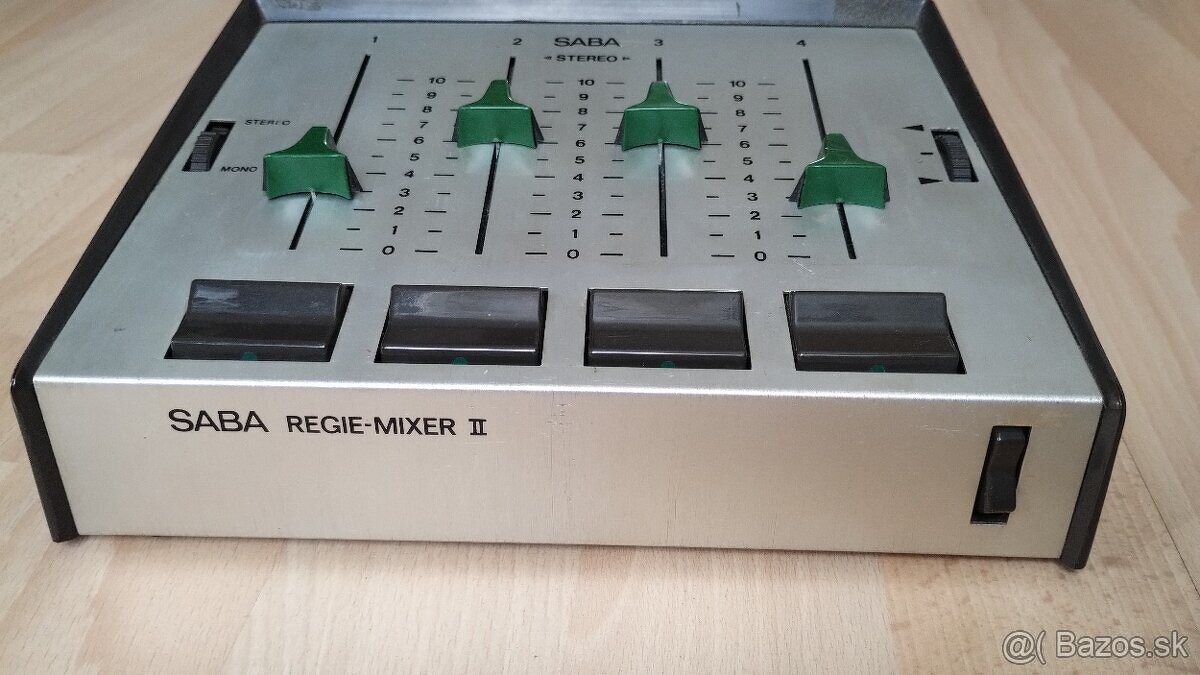 1 2 SABA 3 4
STEREO
STEREO
MONO
10 10 10
9 9 9
8 8 8
7 7 7
6 6 6
5 5 5
4 4 4
3 3 3
2 2 2
1 1 1
0 0 0
SABA REGIE-MIXER II
@( Bazos.sk